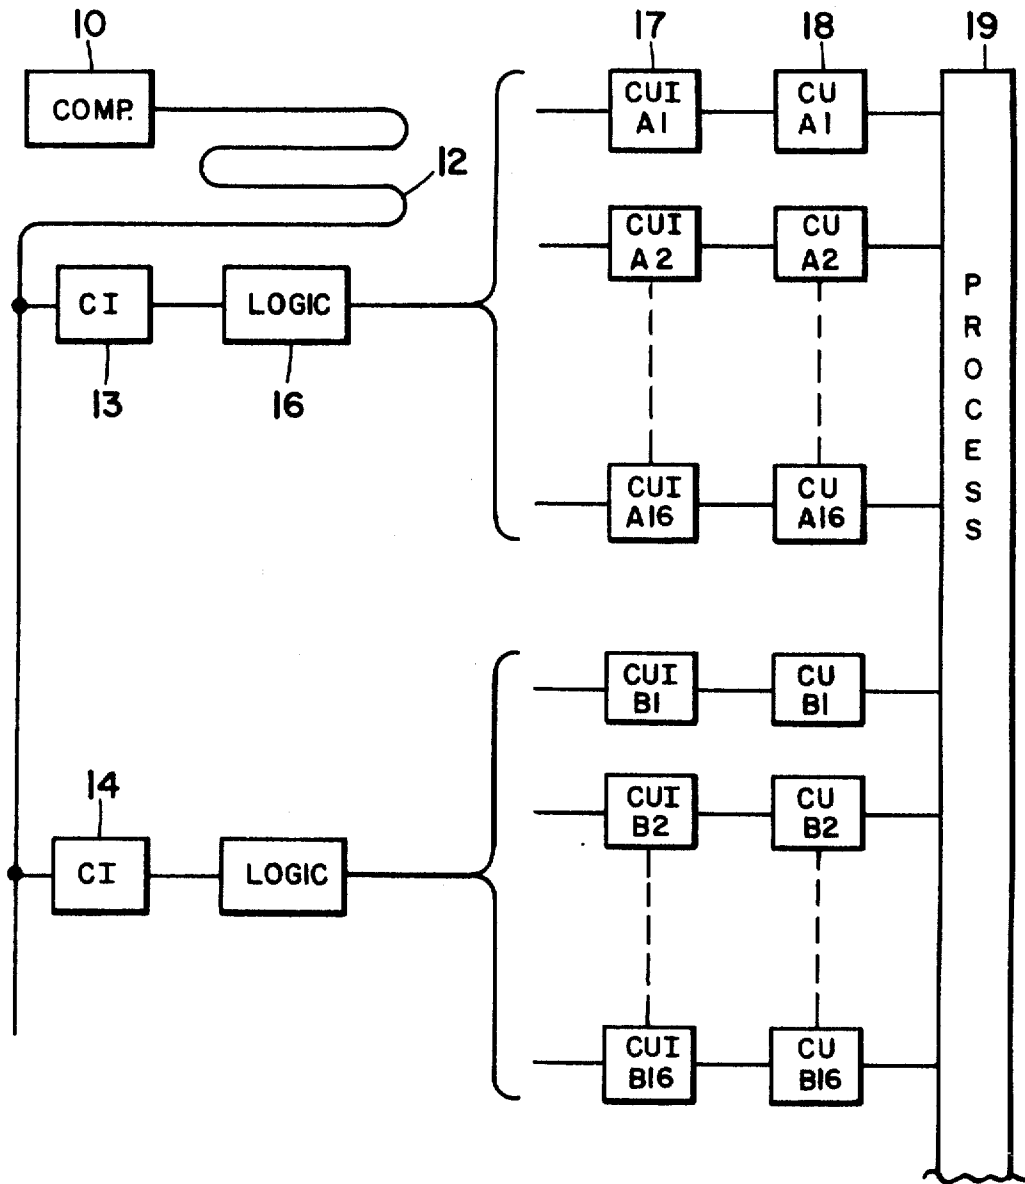 10
17
18
19
COMP.
CUI
A1
CU
A1
12
CUI
A2
CU
A2
CI
LOGIC
PROCESS
13
16
CUI
A16
CU
A16
CUI
B1
CU
B1
14
CUI
B2
CU
B2
CI
LOGIC
CUI
B16
CU
B16